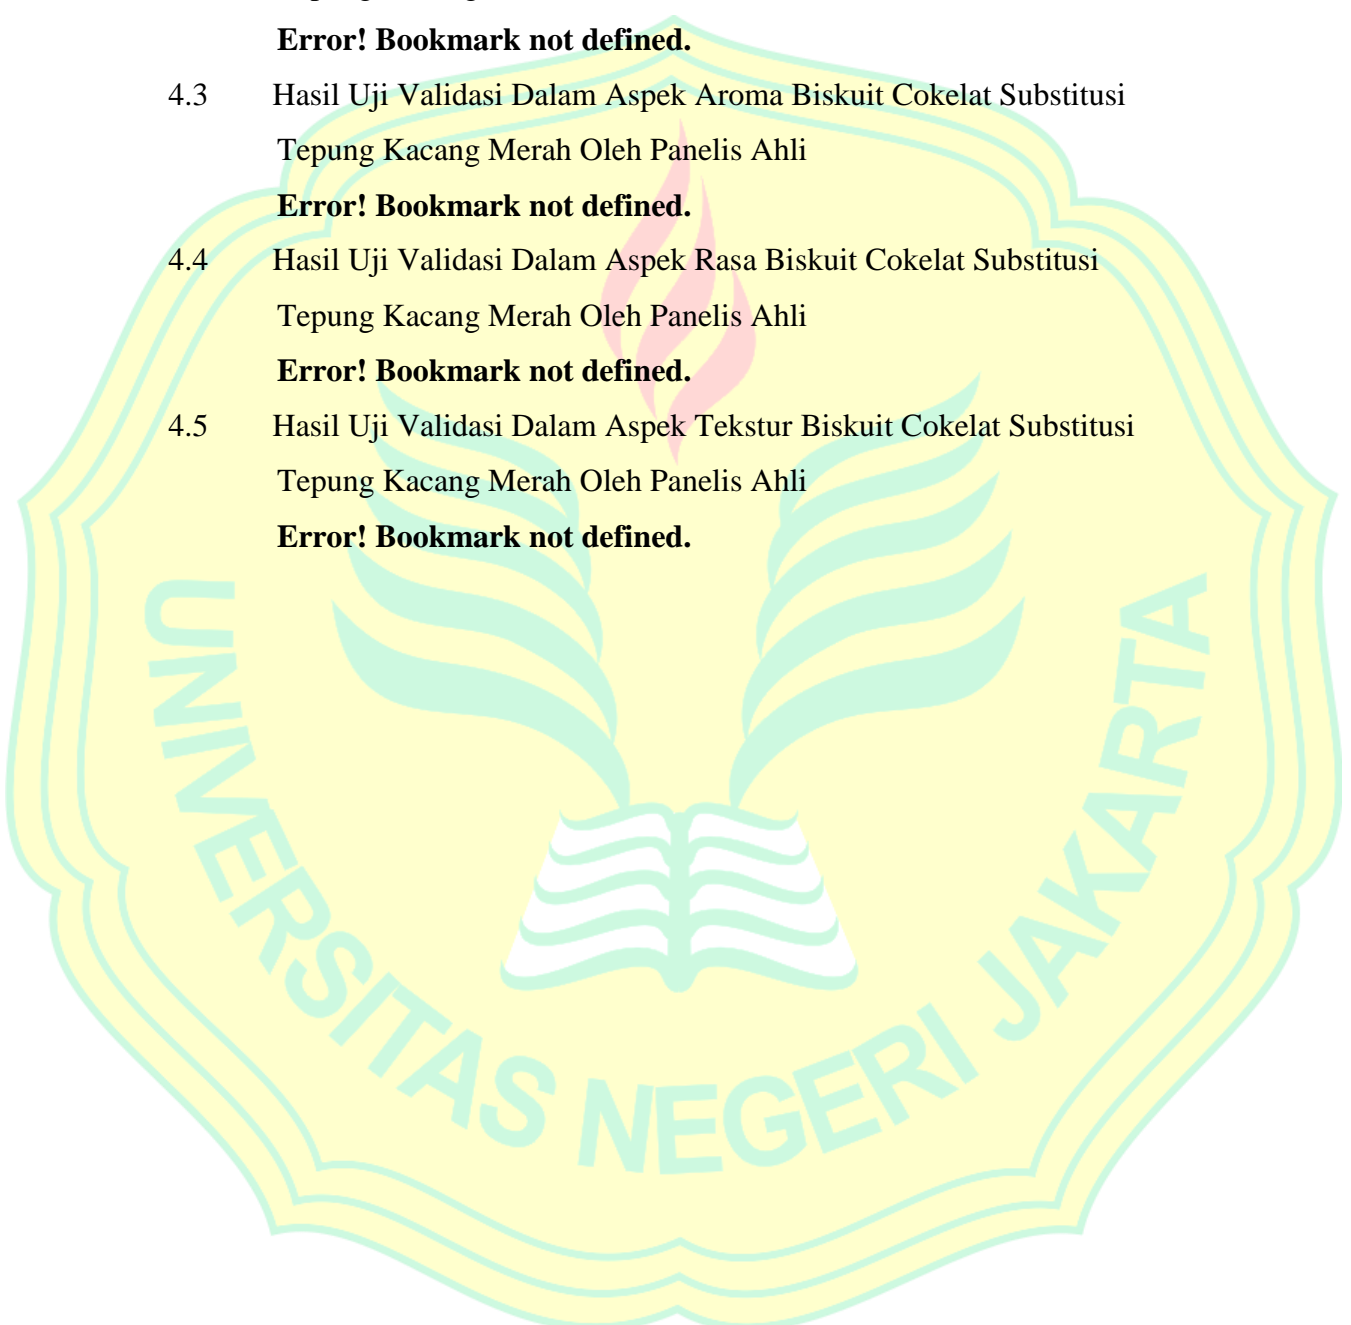 Error! Bookmark not defined.
4.3 Hasil Uji Validasi Dalam Aspek Aroma Biskuit Cokelat Substitusi
Tepung Kacang Merah Oleh Panelis Ahli
Error! Bookmark not defined.
4.4 Hasil Uji Validasi Dalam Aspek Rasa Biskuit Cokelat Substitusi
Tepung Kacang Merah Oleh Panelis Ahli
Error! Bookmark not defined.
4.5 Hasil Uji Validasi Dalam Aspek Tekstur Biskuit Cokelat Substitusi
Tepung Kacang Merah Oleh Panelis Ahli
Error! Bookmark not defined.
UNIVERSITAS NEGERI JAKARTA